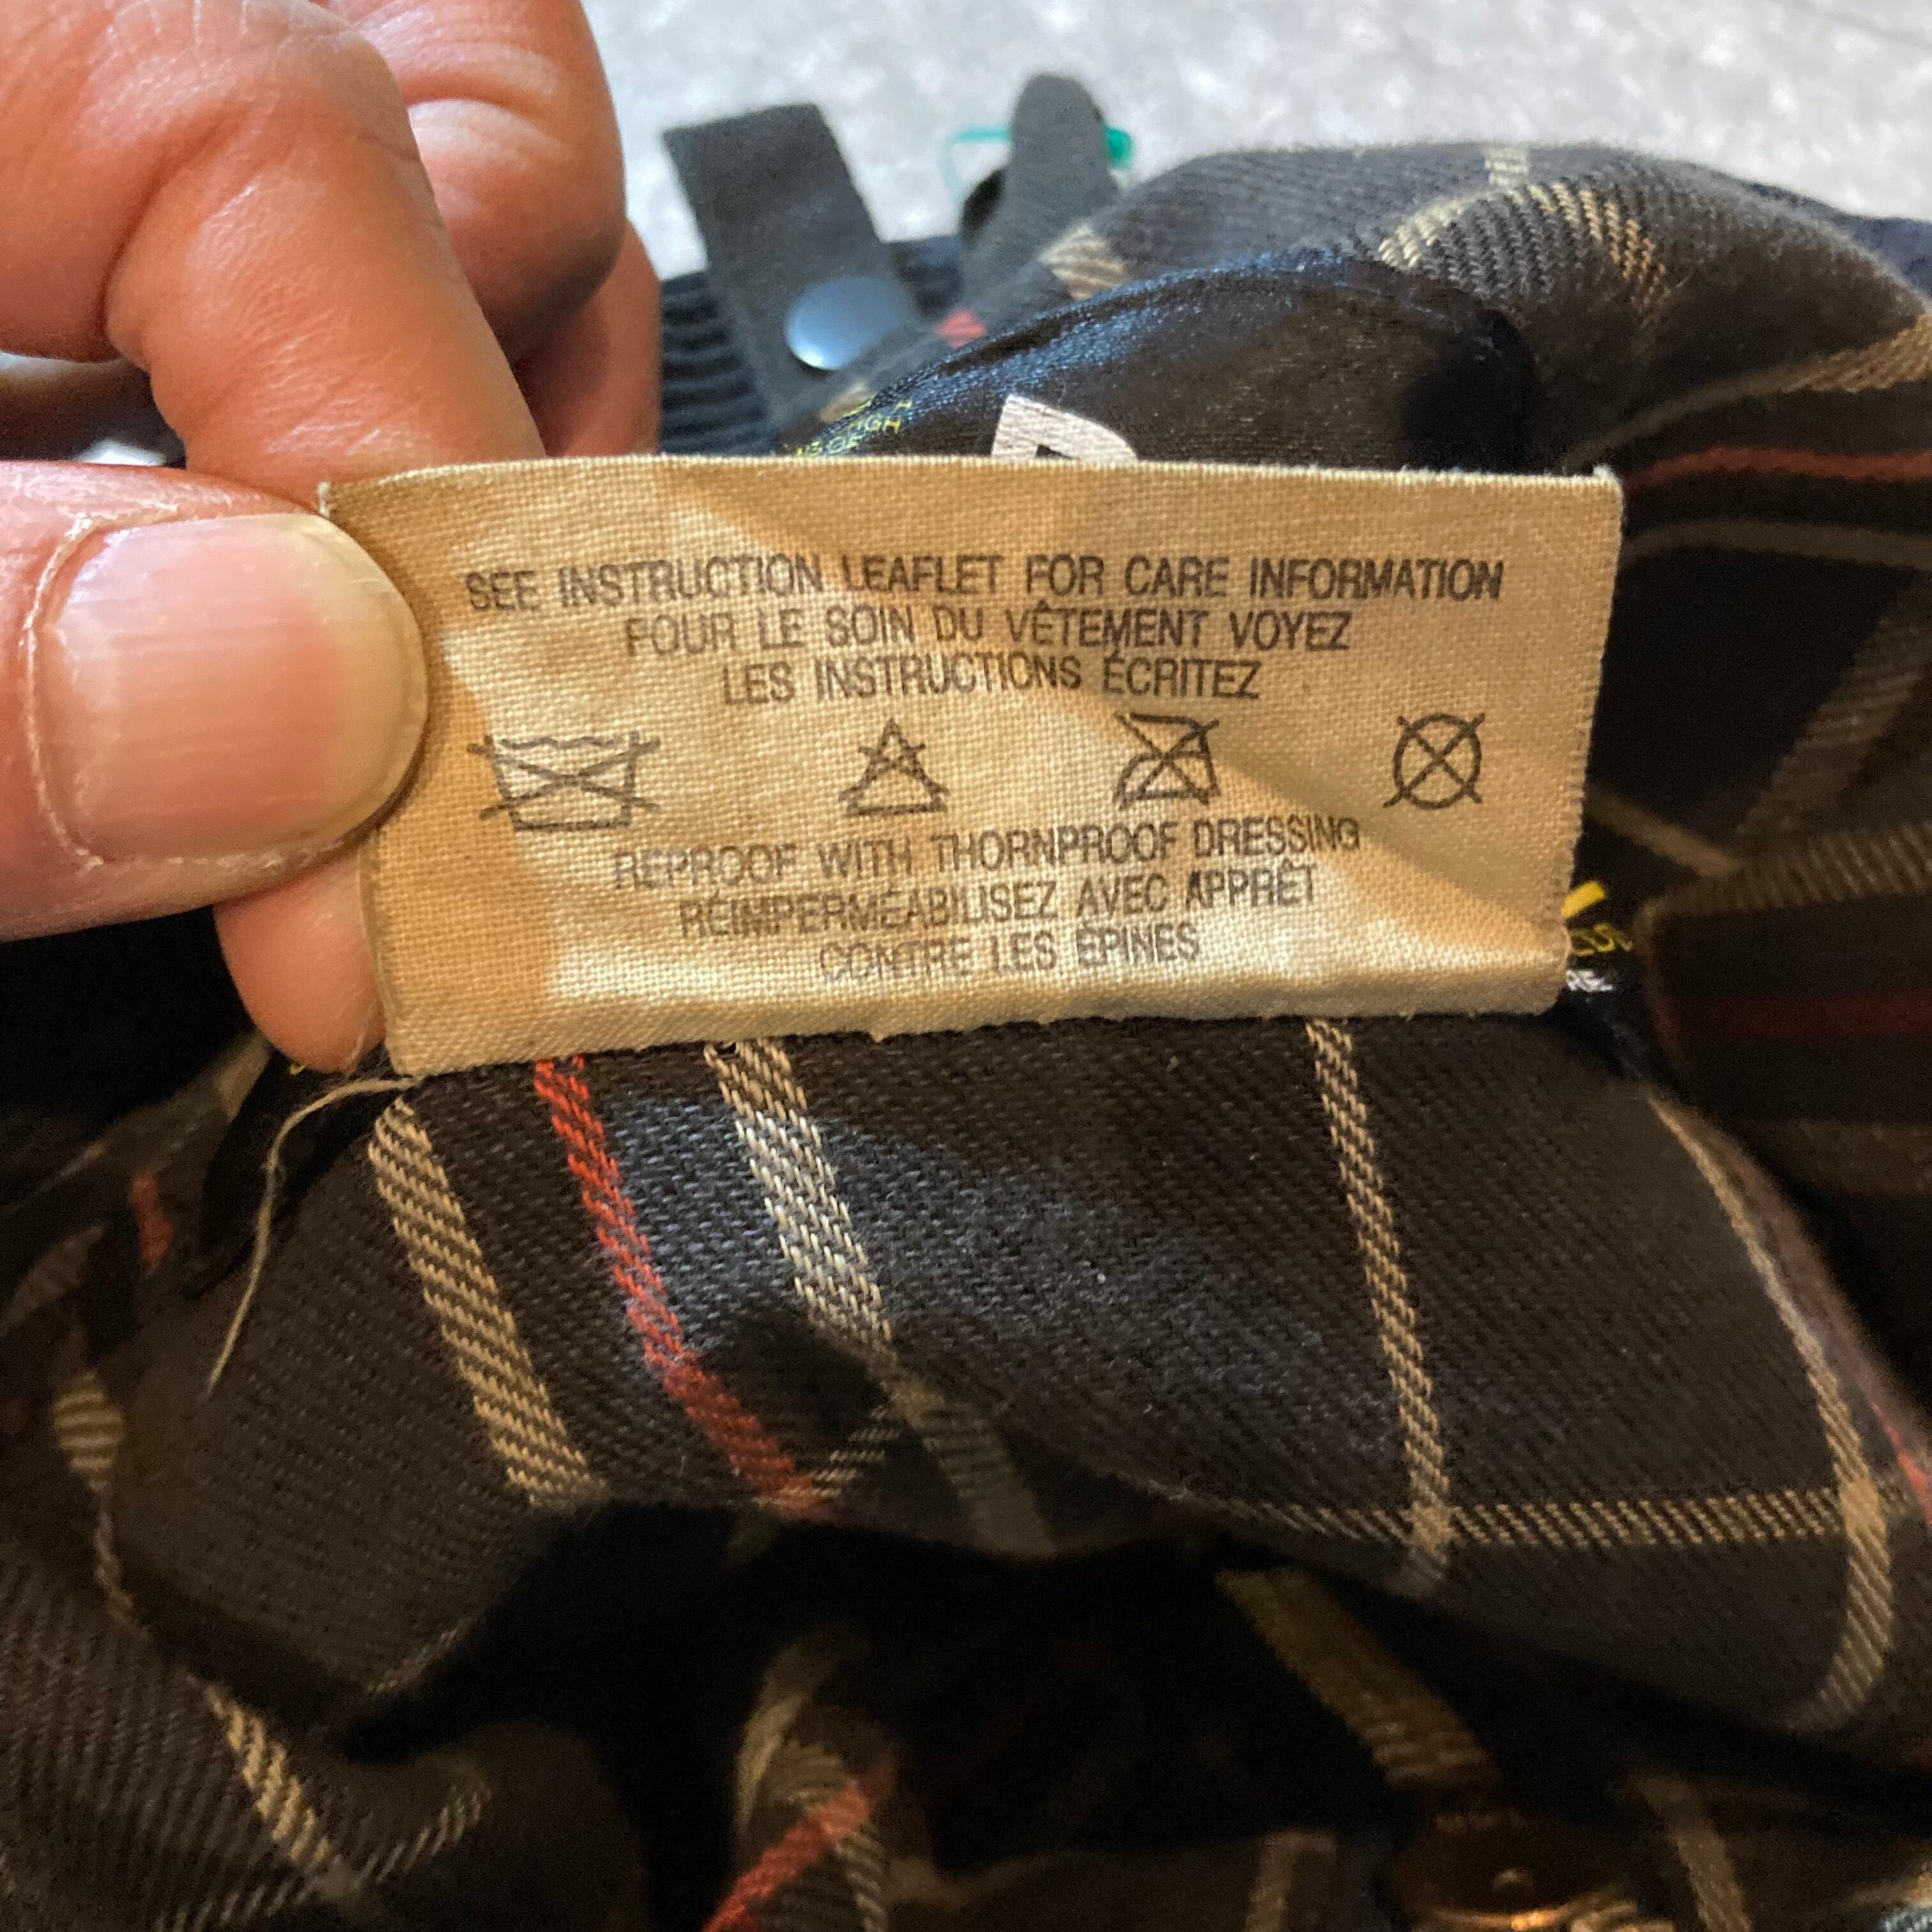 SEE INSTRUCTION LEAFLET FOR CARE INFORMATION
POUR LE SOIN DU VÊTEMENT VOYEZ
LES INSTRUCTIONS ÉCRITEZ
REPROOF WITH THORNPROOF DRESSING
RÉIMPERMÉABILISEZ AVEC APPRÊT
CONTRE LES ÉPINES